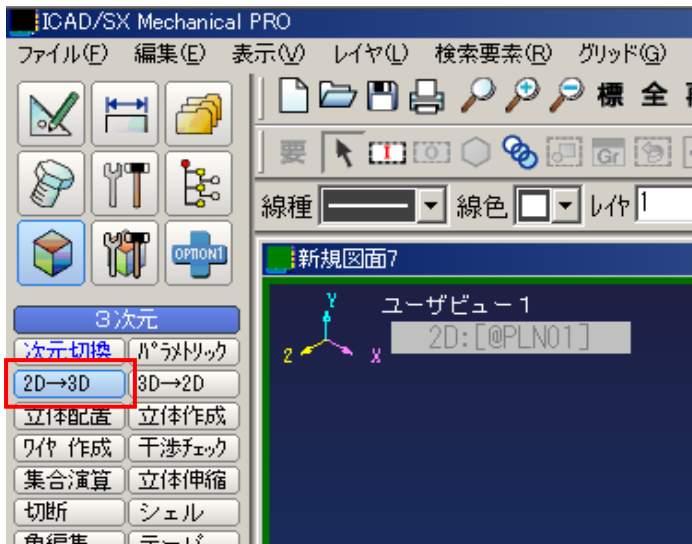 ICAD/SX Mechanical PRO
ファイル(F) 編集(E) 表示(V) レイヤ(L) 検索要素(R) グリッド(G)
標 全
要 Gr
線種 線色 レイヤ 1
OPTION1
新規図面7
Y ユーザビュー1
2D:[@PLN01]
Z X
3次元
次元切換 パラメトリック
2D→3D 3D→2D
立体配置 立体作成
ワイヤ 作成 干渉チェック
集合演算 立体伸縮
切断 シェル